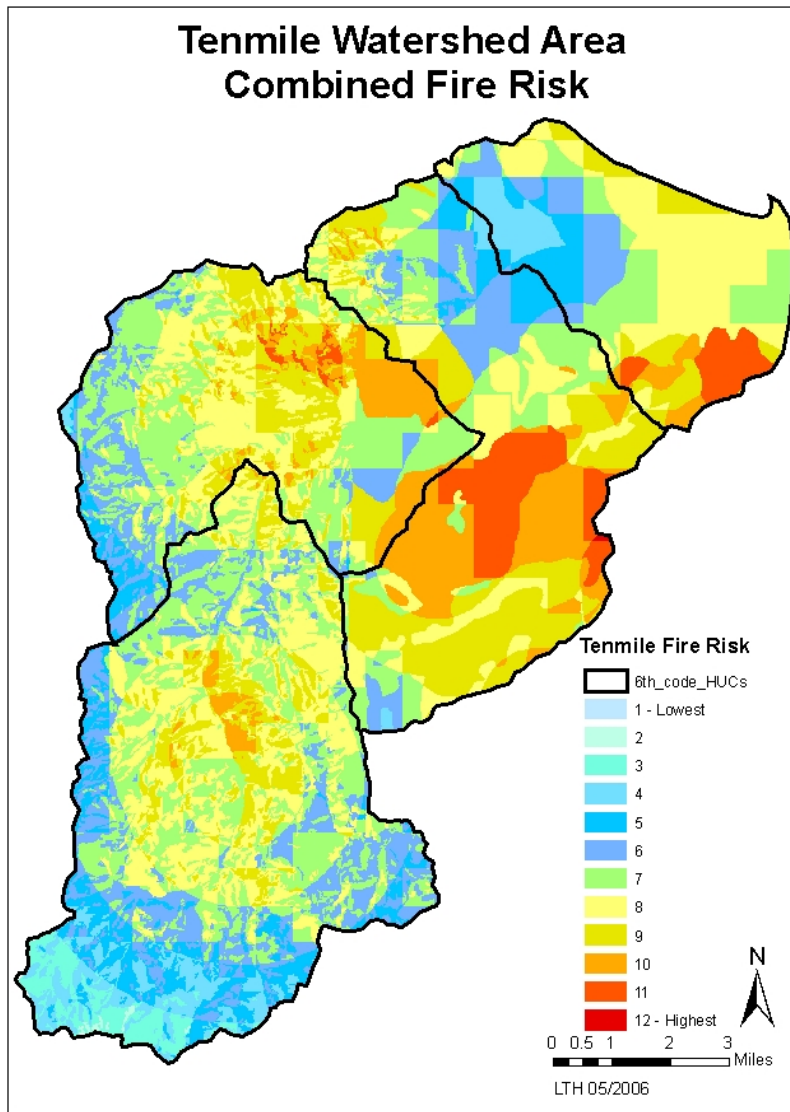 Tenmile Watershed Area
Combined Fire Risk
Tenmile Fire Risk
6th_code_HUCs
1 - Lowest
2
3
4
5
6
7
8
9
10
11
12 - Highest
N
0 0.5 1 2 3
Miles
LTH 05/2006